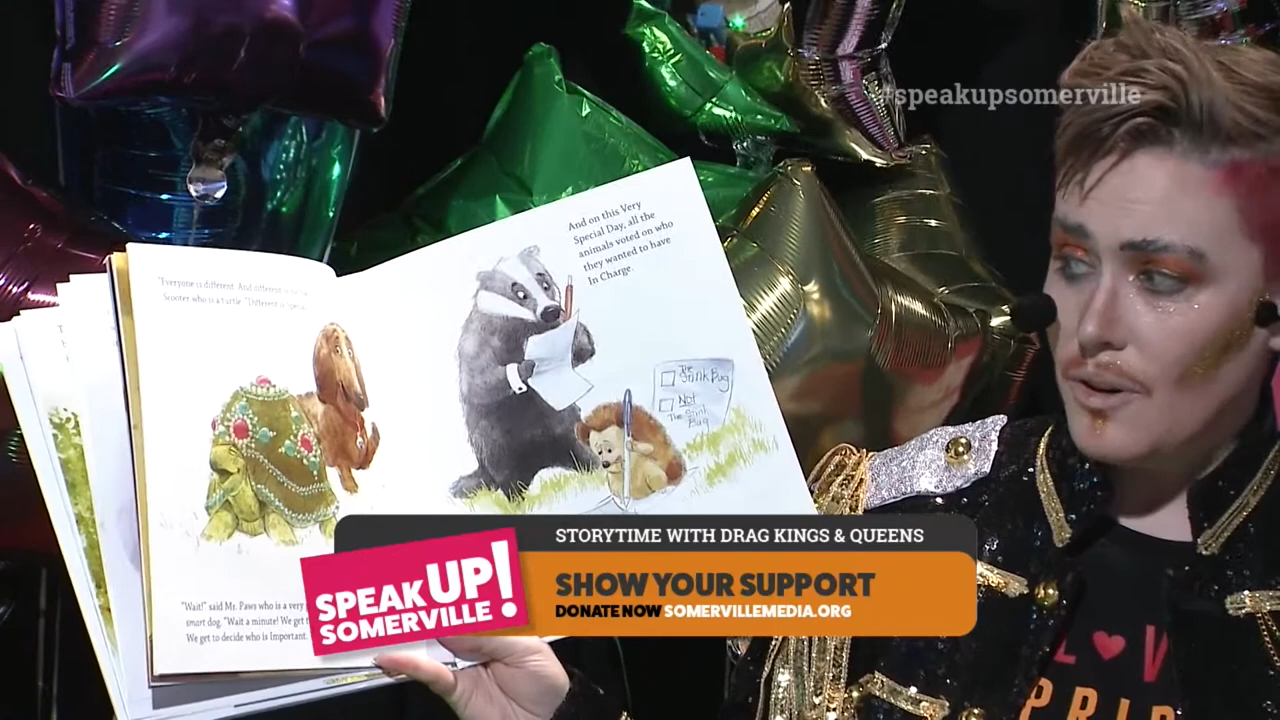 #speakupsomerville
"Everyone is different. And different is
Scooter who is a turtle. "Different is
And on this Very
Special Day, all the
animals voted on who
they wanted to have
In Charge.
The
Stink Bug
Not
The Stink
Bug
"Wait!" said Mr. Paws who is a very
smart dog. "Wait a minute! We get
We get to decide who is Important.
STORYTIME WITH DRAG KINGS & QUEENS
SPEAK UP!
SOMERVILLE
SHOW YOUR SUPPORT
DONATE NOW SOMERVILLEMEDIA.ORG
L♥V
PRID